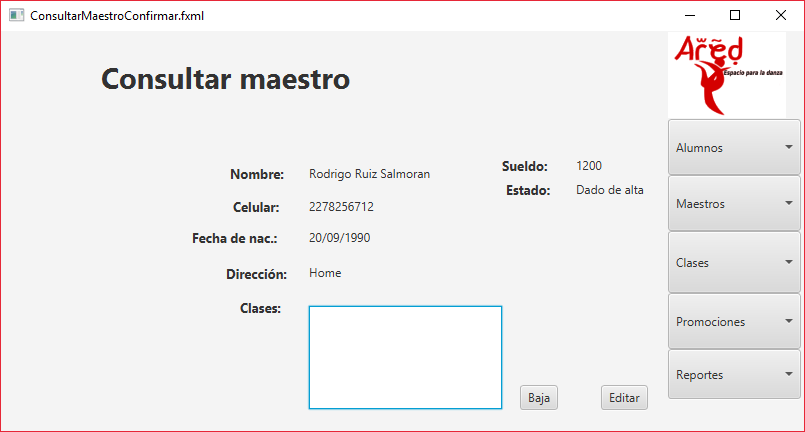 ConsultarMaestroConfirmar.fxml
Ared
Espacio para la danza
Consultar maestro
Nombre: Rodrigo Ruiz Salmoran
Celular: 2278256712
Fecha de nac.: 20/09/1990
Dirección: Home
Clases:
Sueldo: 1200
Estado: Dado de alta
Baja
Editar
Alumnos
Maestros
Clases
Promociones
Reportes